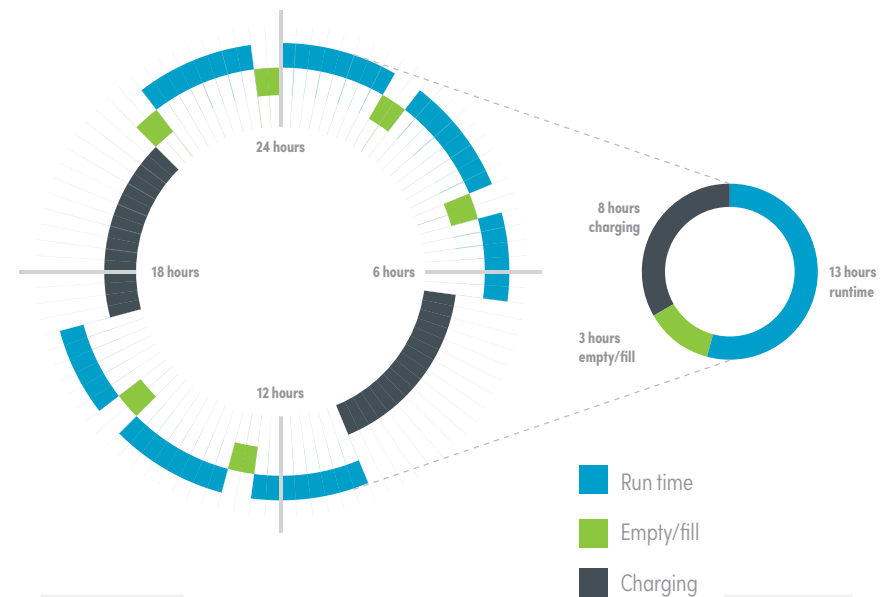 24 hours
18 hours
6 hours
12 hours
8 hours
charging
13 hours
runtime
3 hours
empty/fill
Run time
Empty/fill
Charging